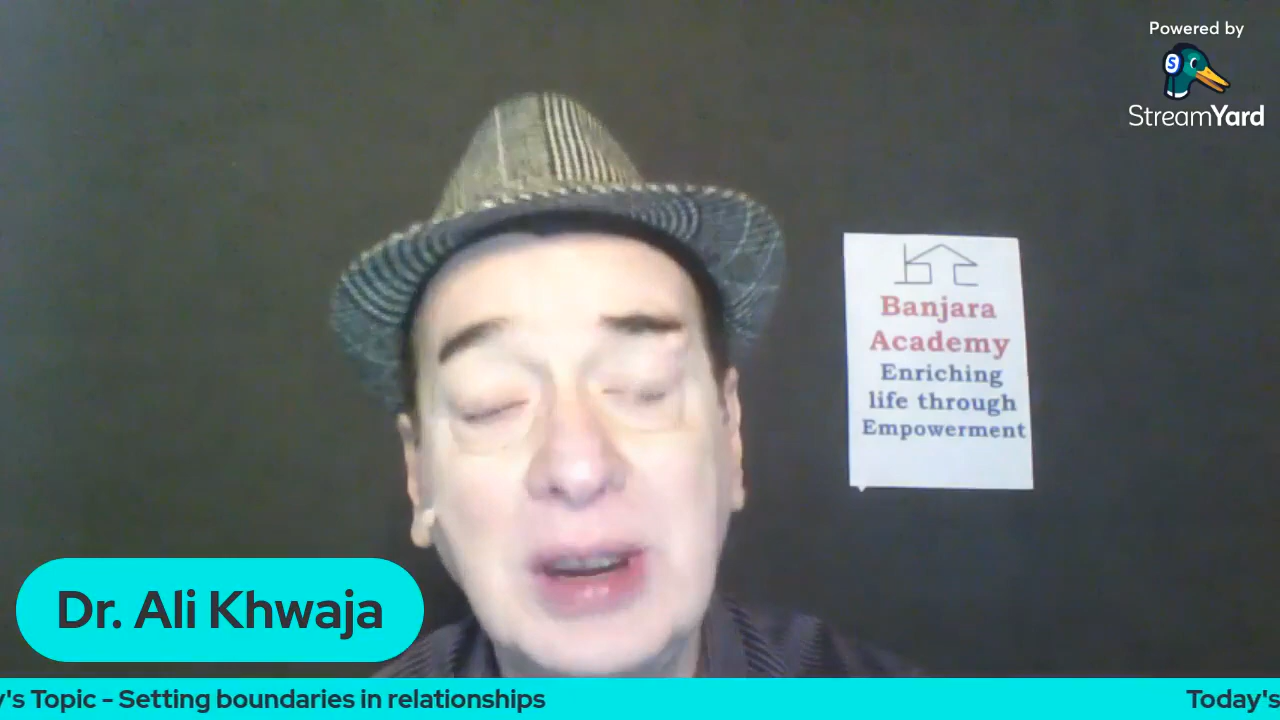 Powered by
StreamYard
Banjara
Academy
Enriching
life through
Empowerment
Dr. Ali Khwaja
y's Topic - Setting boundaries in relationships
Today's